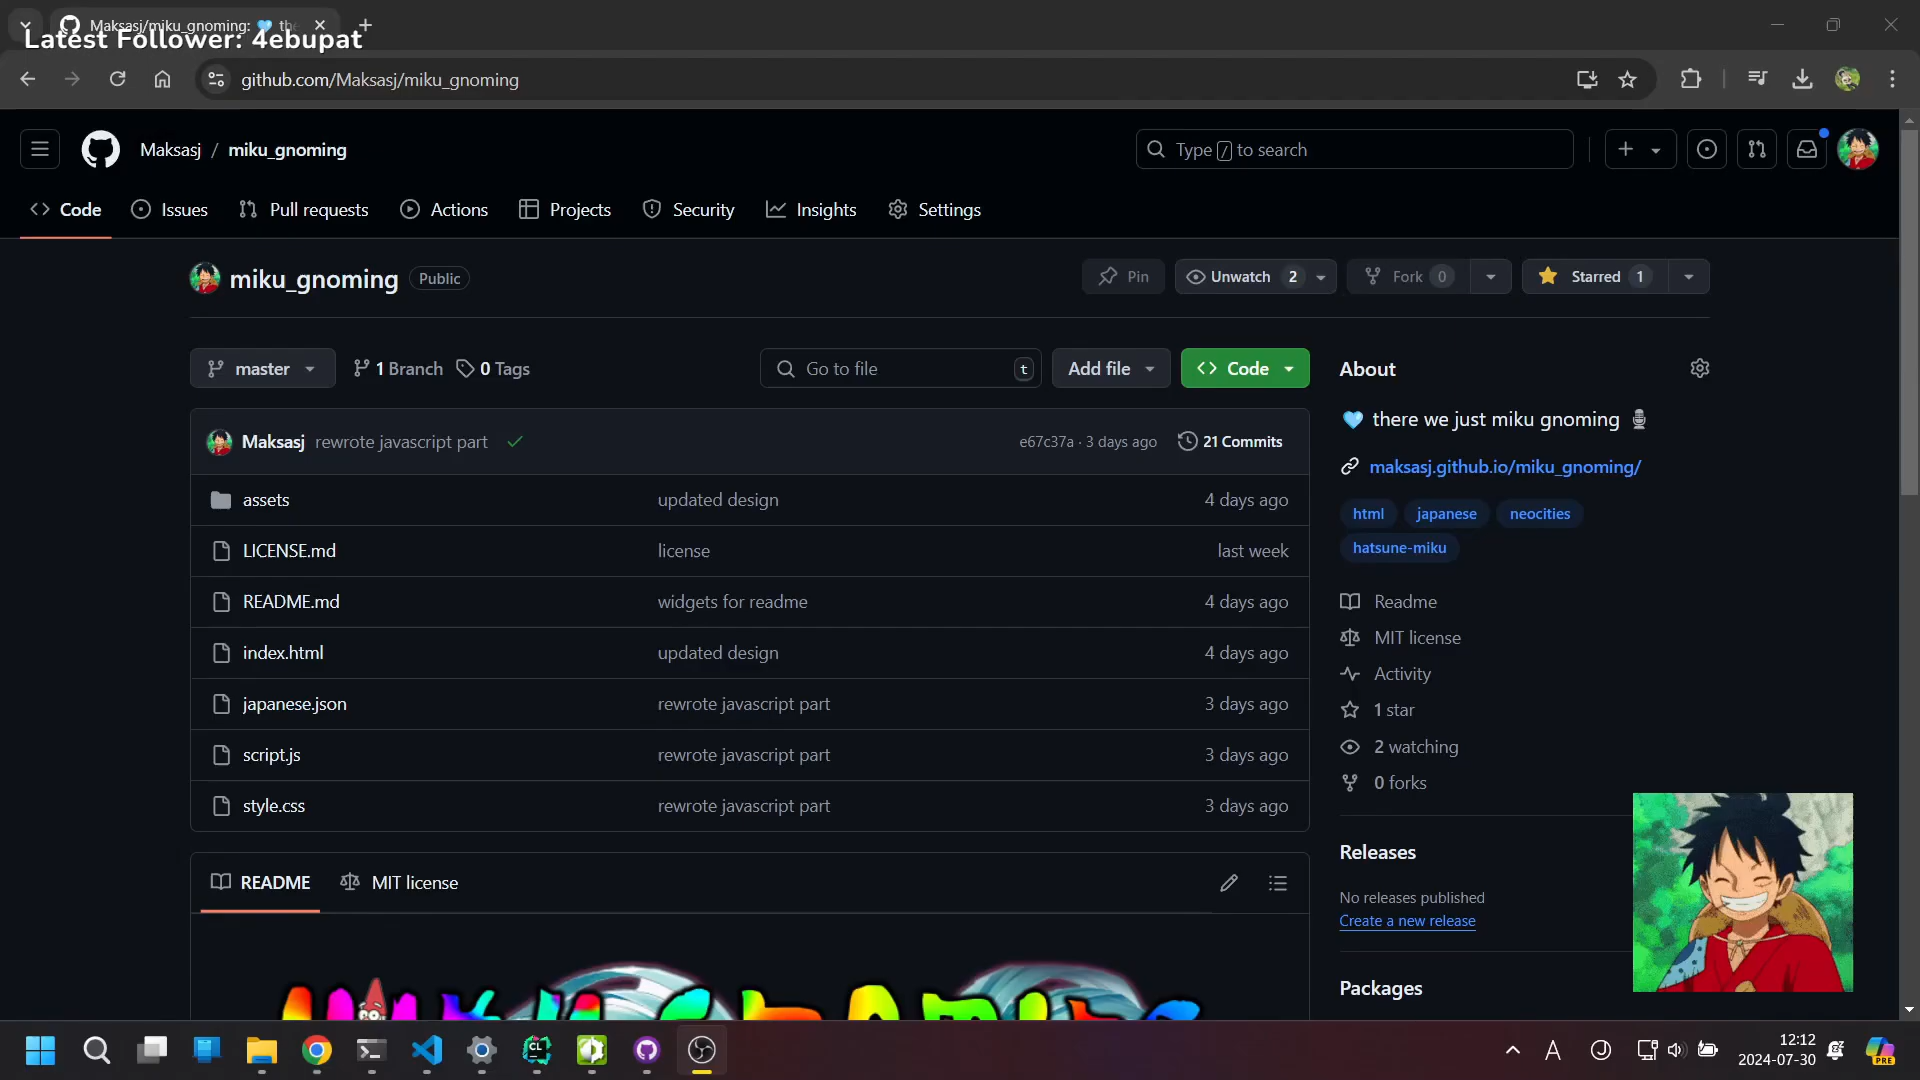 Maksasj/miku_gnoming: 🩵 the
Latest Follower: 4ebupat
github.com/Maksasj/miku_gnoming
Maksasj / miku_gnoming
Type / to search
Code
Issues
Pull requests
Actions
Projects
Security
Insights
Settings
miku_gnoming Public
Pin
Unwatch 2
Fork 0
Starred 1
master
1 Branch
0 Tags
Go to file t
Add file
Code
Maksasj rewrote javascript part
e67c37a · 3 days ago
21 Commits
assets updated design 4 days ago
LICENSE.md license last week
README.md widgets for readme 4 days ago
index.html updated design 4 days ago
japanese.json rewrote javascript part 3 days ago
script.js rewrote javascript part 3 days ago
style.css rewrote javascript part 3 days ago
README
MIT license
About
🩵 there we just miku gnoming 🎙️
maksasj.github.io/miku_gnoming/
html japanese neocities
hatsune-miku
Readme
MIT license
Activity
1 star
2 watching
0 forks
Releases
No releases published
Create a new release
Packages
CL
A
12:12
2024-07-30
PRE